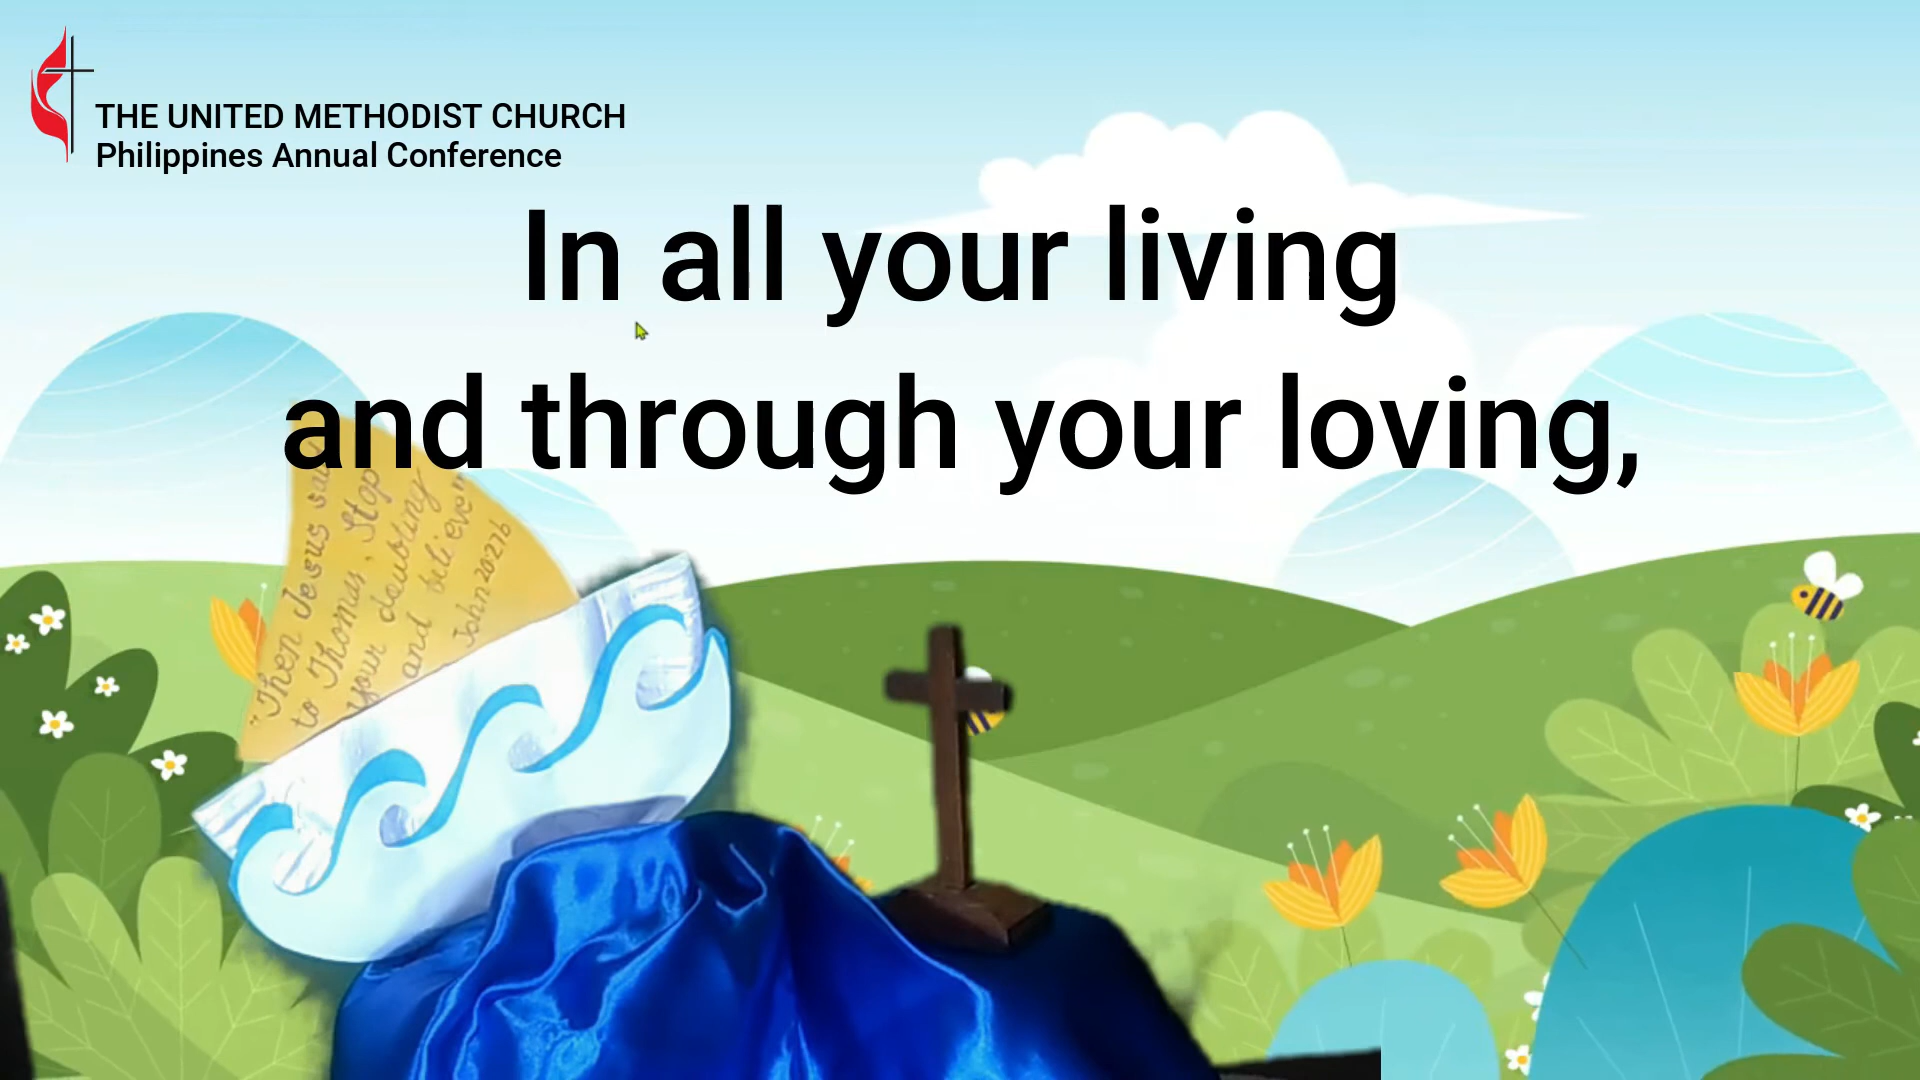 THE UNITED METHODIST CHURCH
Philippines Annual Conference
In all your living
and through your loving,
"Then Jesus said
to Thomas, Stop
your doubting
and believe"
John 20:27b